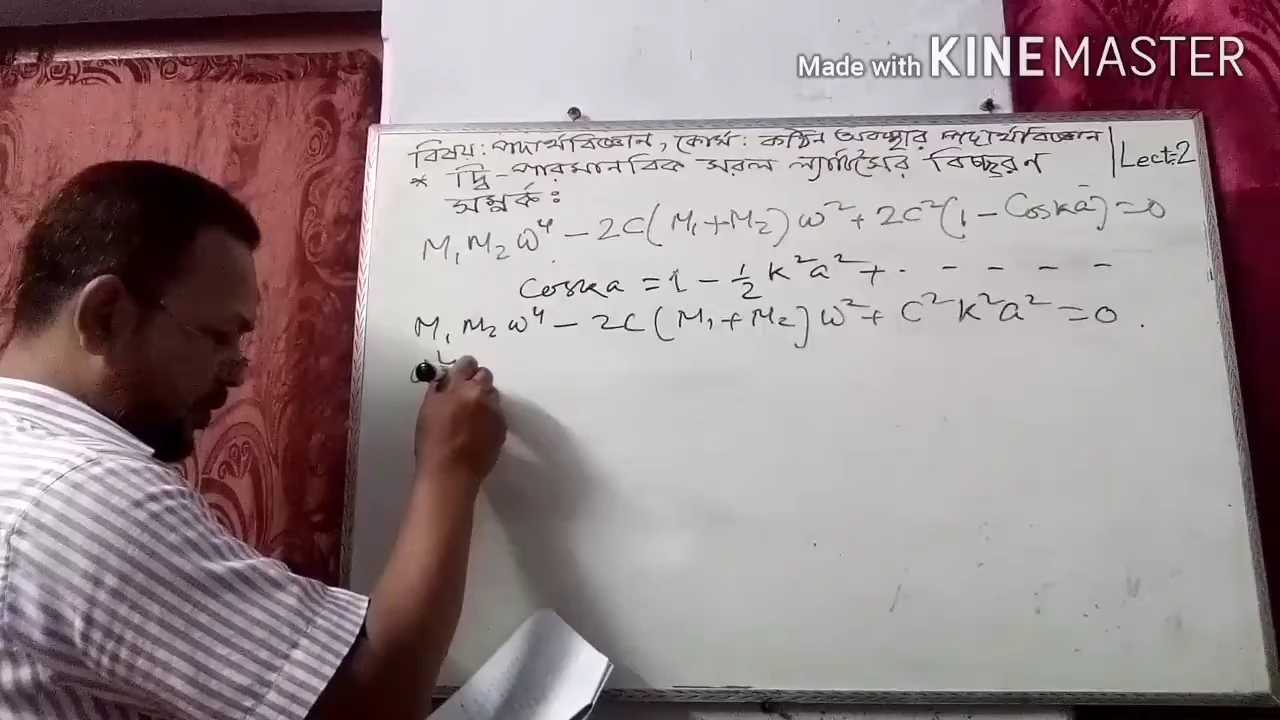 Made with KINEMASTER
বিষয়: পদার্থবিজ্ঞান, কোর্স: কঠিন অবস্থার পদার্থবিজ্ঞান
Lect:2
* দ্বি-পারমানবিক সরল ল্যাটিসের বিচ্ছুরণ
সম্পর্ক:
M₁M₂ω⁴ − 2C(M₁+M₂)ω² + 2C²(1 − Coska) = 0
coska = 1 − ½k²a² + - - - - -
M₁M₂ω⁴ − 2C(M₁+M₂)ω² + C²k²a² = 0.